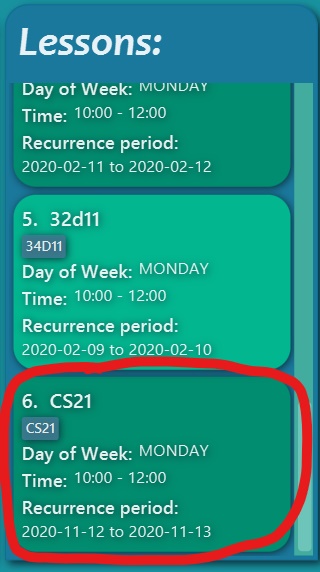 Lessons:
Day of Week: MONDAY
Time: 10:00 - 12:00
Recurrence period:
2020-02-11 to 2020-02-12
5. 32d11
34D11
Day of Week: MONDAY
Time: 10:00 - 12:00
Recurrence period:
2020-02-09 to 2020-02-10
6. CS21
CS21
Day of Week: MONDAY
Time: 10:00 - 12:00
Recurrence period:
2020-11-12 to 2020-11-13